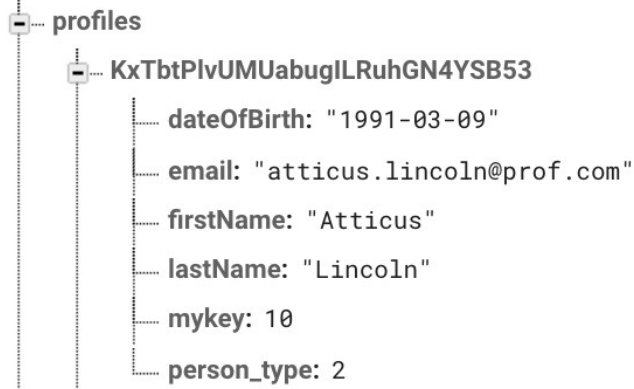 profiles
KxTbtPlvUMUabugILRuhGN4YSB53
dateOfBirth: "1991-03-09"
email: "atticus.lincoln@prof.com"
firstName: "Atticus"
lastName: "Lincoln"
mykey: 10
person_type: 2